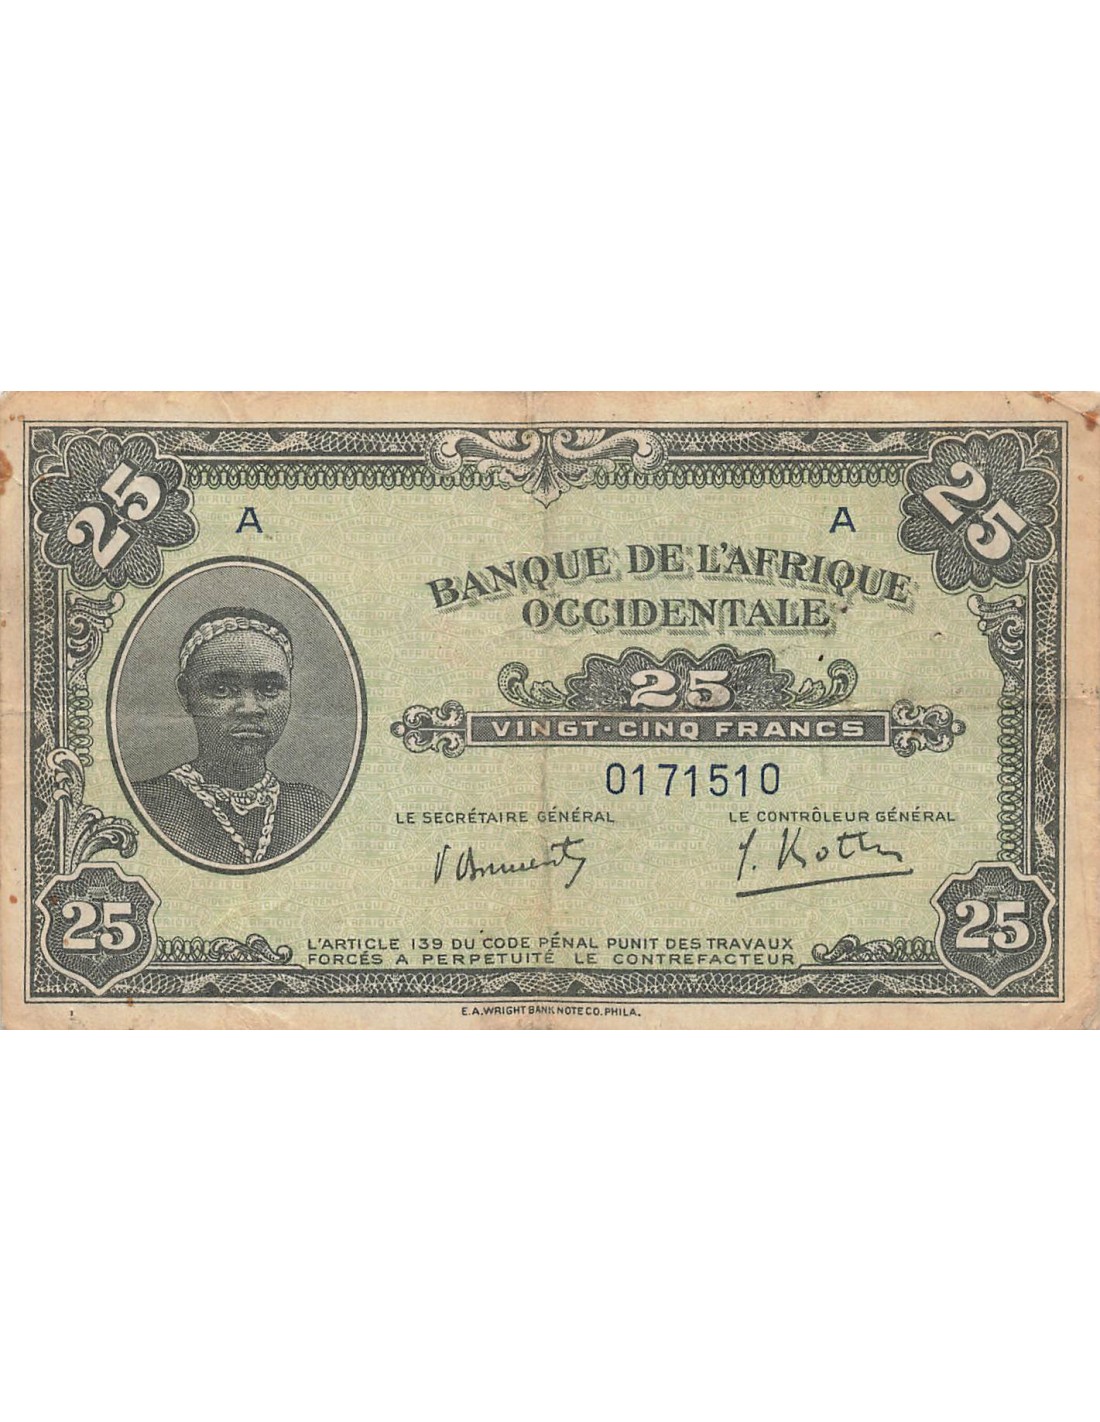 25
25
A
A
BANQUE DE L'AFRIQUE
OCCIDENTALE
25
VINGT-CINQ FRANCS
0171510
LE SECRÉTAIRE GÉNÉRAL
LE CONTRÔLEUR GÉNÉRAL
25
25
L'ARTICLE 139 DU CODE PÉNAL PUNIT DES TRAVAUX
FORCÉS A PERPETUITÉ LE CONTREFACTEUR
1
E.A.WRIGHT BANK NOTE CO. PHILA.